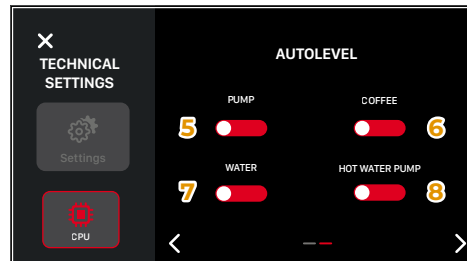 TECHNICAL
SETTINGS
Settings
CPU
AUTOLEVEL
PUMP
COFFEE
5
6
WATER
HOT WATER PUMP
7
8